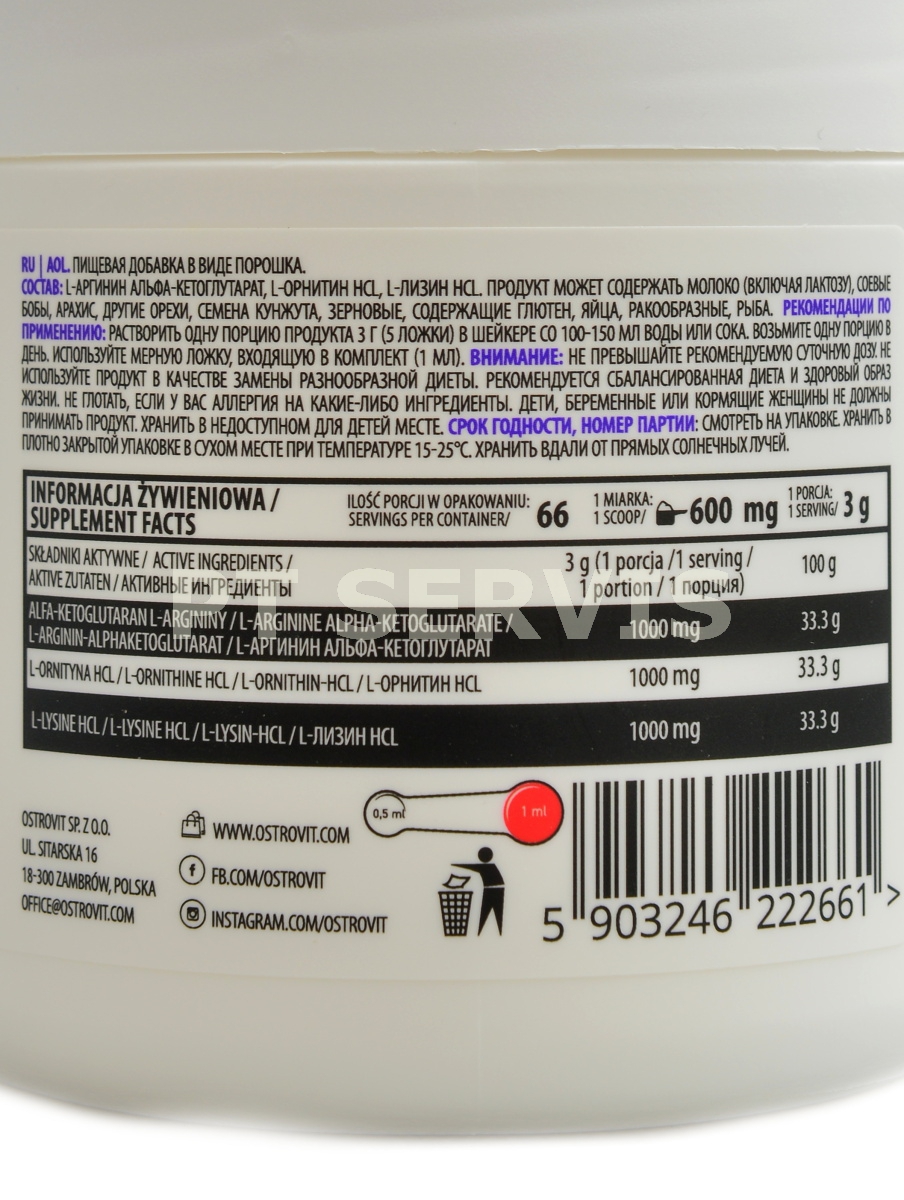 RU | AOL. ПИЩЕВАЯ ДОБАВКА В ВИДЕ ПОРОШКА.
СОСТАВ: L-АРГИНИН АЛЬФА-КЕТОГЛУТАРАТ, L-ОРНИТИН HCL, L-ЛИЗИН HCL. ПРОДУКТ МОЖЕТ СОДЕРЖАТЬ МОЛОКО (ВКЛЮЧАЯ ЛАКТОЗУ), СОЕВЫЕ
БОБЫ, АРАХИС, ДРУГИЕ ОРЕХИ, СЕМЕНА КУНЖУТА, ЗЕРНОВЫЕ, СОДЕРЖАЩИЕ ГЛЮТЕН, ЯЙЦА, РАКООБРАЗНЫЕ, РЫБА. РЕКОМЕНДАЦИИ ПО
ПРИМЕНЕНИЮ: РАСТВОРИТЬ ОДНУ ПОРЦИЮ ПРОДУКТА 3 Г (5 ЛОЖКИ) В ШЕЙКЕРЕ СО 100-150 МЛ ВОДЫ ИЛИ СОКА. ВОЗЬМИТЕ ОДНУ ПОРЦИЮ В
ДЕНЬ. ИСПОЛЬЗУЙТЕ МЕРНУЮ ЛОЖКУ, ВХОДЯЩУЮ В КОМПЛЕКТ (1 МЛ). ВНИМАНИЕ: НЕ ПРЕВЫШАЙТЕ РЕКОМЕНДУЕМУЮ СУТОЧНУЮ ДОЗУ. НЕ
ИСПОЛЬЗУЙТЕ ПРОДУКТ В КАЧЕСТВЕ ЗАМЕНЫ РАЗНООБРАЗНОЙ ДИЕТЫ. РЕКОМЕНДУЕТСЯ СБАЛАНСИРОВАННАЯ ДИЕТА И ЗДОРОВЫЙ ОБРАЗ
ЖИЗНИ. НЕ ГЛОТАТЬ, ЕСЛИ У ВАС АЛЛЕРГИЯ НА КАКИЕ-ЛИБО ИНГРЕДИЕНТЫ. ДЕТИ, БЕРЕМЕННЫЕ ИЛИ КОРМЯЩИЕ ЖЕНЩИНЫ НЕ ДОЛЖНЫ
ПРИНИМАТЬ ПРОДУКТ. ХРАНИТЬ В НЕДОСТУПНОМ ДЛЯ ДЕТЕЙ МЕСТЕ. СРОК ГОДНОСТИ, НОМЕР ПАРТИИ: СМОТРЕТЬ НА УПАКОВКЕ. ХРАНИТЬ В
ПЛОТНО ЗАКРЫТОЙ УПАКОВКЕ В СУХОМ МЕСТЕ ПРИ ТЕМПЕРАТУРЕ 15-25°C. ХРАНИТЬ ВДАЛИ ОТ ПРЯМЫХ СОЛНЕЧНЫХ ЛУЧЕЙ.
INFORMACJA ŻYWIENIOWA /
SUPPLEMENT FACTS
ILOŚĆ PORCJI W OPAKOWANIU:
SERVINGS PER CONTAINER/ 66
1 MIARKA:
1 SCOOP/ 600 mg
1 PORCJA:
1 SERVING/ 3 g
SKŁADNIKI AKTYWNE / ACTIVE INGREDIENTS /
AKTIVE ZUTATEN / АКТИВНЫЕ ИНГРЕДИЕНТЫ
3 g (1 porcja /1 serving /
1 portion / 1 порция)
100 g
ALFA-KETOGLUTARAN L-ARGININY / L-ARGININE ALPHA-KETOGLUTARATE /
L-ARGININ-ALPHAKETOGLUTARAT / L-АРГИНИН АЛЬФА-КЕТОГЛУТАРАТ
1000 mg 33.3 g
L-ORNITYNA HCL / L-ORNITHINE HCL / L-ORNITHIN-HCL / L-ОРНИТИН HCL 1000 mg 33.3 g
L-LYSINE HCL / L-LYSINE HCL / L-LYSIN-HCL / L-ЛИЗИН HCL 1000 mg 33.3 g
PT SERVIS
OSTROVIT SP. Z O.O.
UL. SITARSKA 16
18-300 ZAMBRÓW, POLSKA
OFFICE@OSTROVIT.COM
WWW.OSTROVIT.COM
FB.COM/OSTROVIT
INSTAGRAM.COM/OSTROVIT
0,5 ml
1 ml
5 903246 222661 >